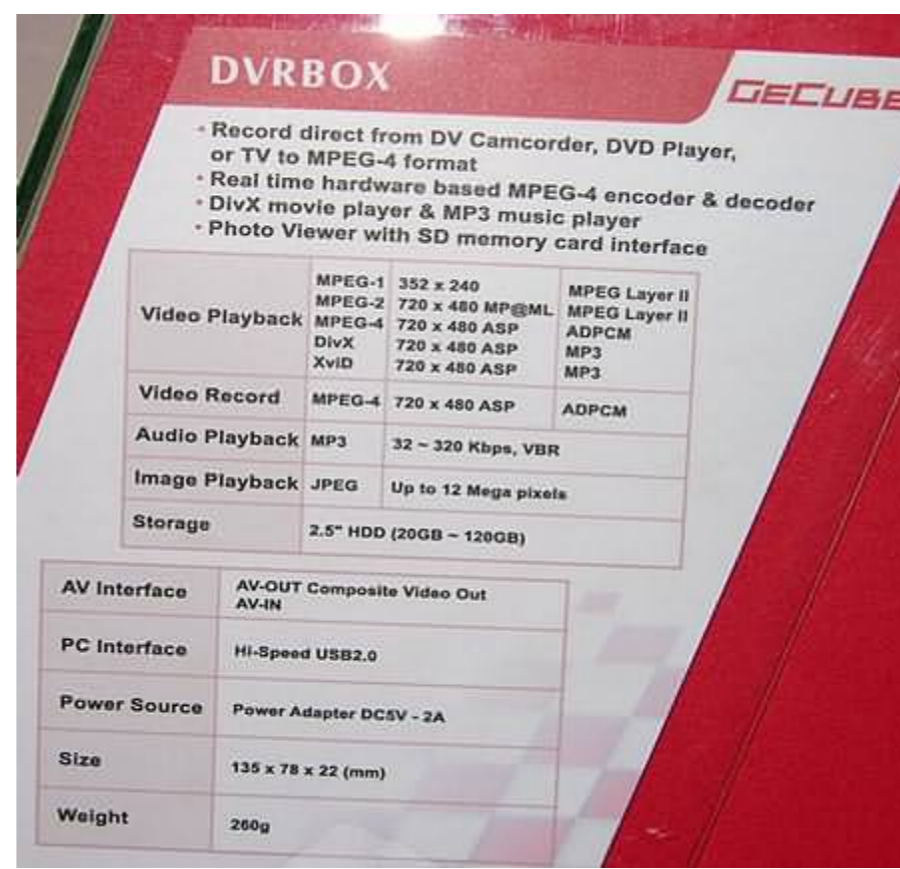 DVRBOX
GECUBE
• Record direct from DV Camcorder, DVD Player,
or TV to MPEG-4 format
• Real time hardware based MPEG-4 encoder & decoder
• DivX movie player & MP3 music player
• Photo Viewer with SD memory card interface
Video Playback
MPEG-1 352 x 240 MPEG Layer II
MPEG-2 720 x 480 MP@ML MPEG Layer II
MPEG-4 720 x 480 ASP ADPCM
DivX 720 x 480 ASP MP3
XviD 720 x 480 ASP MP3
Video Record MPEG-4 720 x 480 ASP ADPCM
Audio Playback MP3 32 ~ 320 Kbps, VBR
Image Playback JPEG Up to 12 Mega pixels
Storage 2.5" HDD (20GB ~ 120GB)
AV Interface AV-OUT Composite Video Out
AV-IN
PC Interface Hi-Speed USB2.0
Power Source Power Adapter DC5V - 2A
Size 135 x 78 x 22 (mm)
Weight 260g